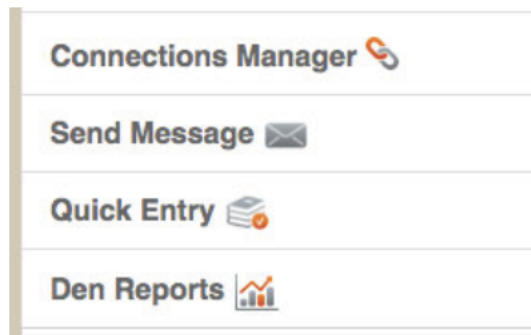 Connections Manager
Send Message
Quick Entry
Den Reports